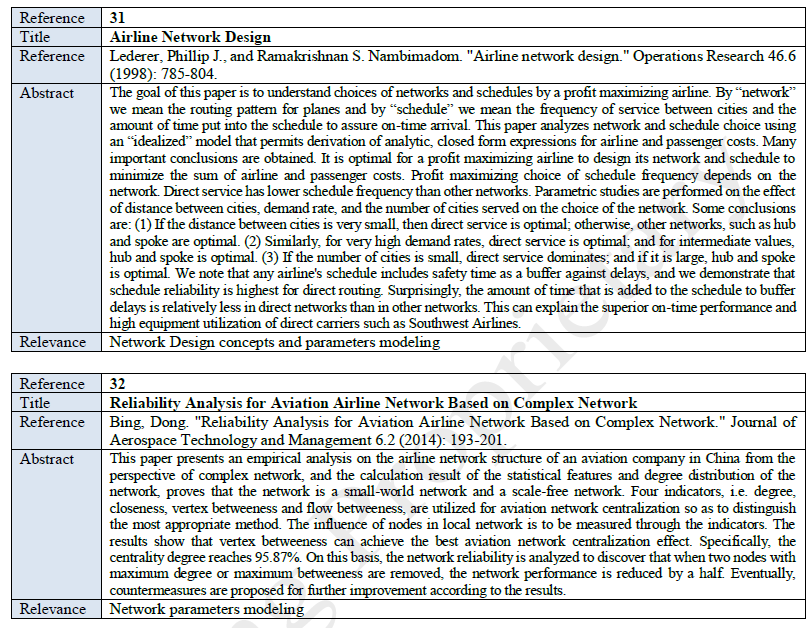 Reference 31
Title Airline Network Design
Reference Lederer, Phillip J., and Ramakrishnan S. Nambimadom. "Airline network design." Operations Research 46.6
(1998): 785-804.
Abstract The goal of this paper is to understand choices of networks and schedules by a profit maximizing airline. By “network”
we mean the routing pattern for planes and by “schedule” we mean the frequency of service between cities and the
amount of time put into the schedule to assure on-time arrival. This paper analyzes network and schedule choice using
an “idealized” model that permits derivation of analytic, closed form expressions for airline and passenger costs. Many
important conclusions are obtained. It is optimal for a profit maximizing airline to design its network and schedule to
minimize the sum of airline and passenger costs. Profit maximizing choice of schedule frequency depends on the
network. Direct service has lower schedule frequency than other networks. Parametric studies are performed on the effect
of distance between cities, demand rate, and the number of cities served on the choice of the network. Some conclusions
are: (1) If the distance between cities is very small, then direct service is optimal; otherwise, other networks, such as hub
and spoke are optimal. (2) Similarly, for very high demand rates, direct service is optimal; and for intermediate values,
hub and spoke is optimal. (3) If the number of cities is small, direct service dominates; and if it is large, hub and spoke
is optimal. We note that any airline's schedule includes safety time as a buffer against delays, and we demonstrate that
schedule reliability is highest for direct routing. Surprisingly, the amount of time that is added to the schedule to buffer
delays is relatively less in direct networks than in other networks. This can explain the superior on-time performance and
high equipment utilization of direct carriers such as Southwest Airlines.
Relevance Network Design concepts and parameters modeling
Reference 32
Title Reliability Analysis for Aviation Airline Network Based on Complex Network
Reference Bing, Dong. "Reliability Analysis for Aviation Airline Network Based on Complex Network." Journal of
Aerospace Technology and Management 6.2 (2014): 193-201.
Abstract This paper presents an empirical analysis on the airline network structure of an aviation company in China from the
perspective of complex network, and the calculation result of the statistical features and degree distribution of the
network, proves that the network is a small-world network and a scale-free network. Four indicators, i.e. degree,
closeness, vertex betweeness and flow betweeness, are utilized for aviation network centralization so as to distinguish
the most appropriate method. The influence of nodes in local network is to be measured through the indicators. The
results show that vertex betweeness can achieve the best aviation network centralization effect. Specifically, the
centrality degree reaches 95.87%. On this basis, the network reliability is analyzed to discover that when two nodes with
maximum degree or maximum betweeness are removed, the network performance is reduced by a half. Eventually,
countermeasures are proposed for further improvement according to the results.
Relevance Network parameters modeling